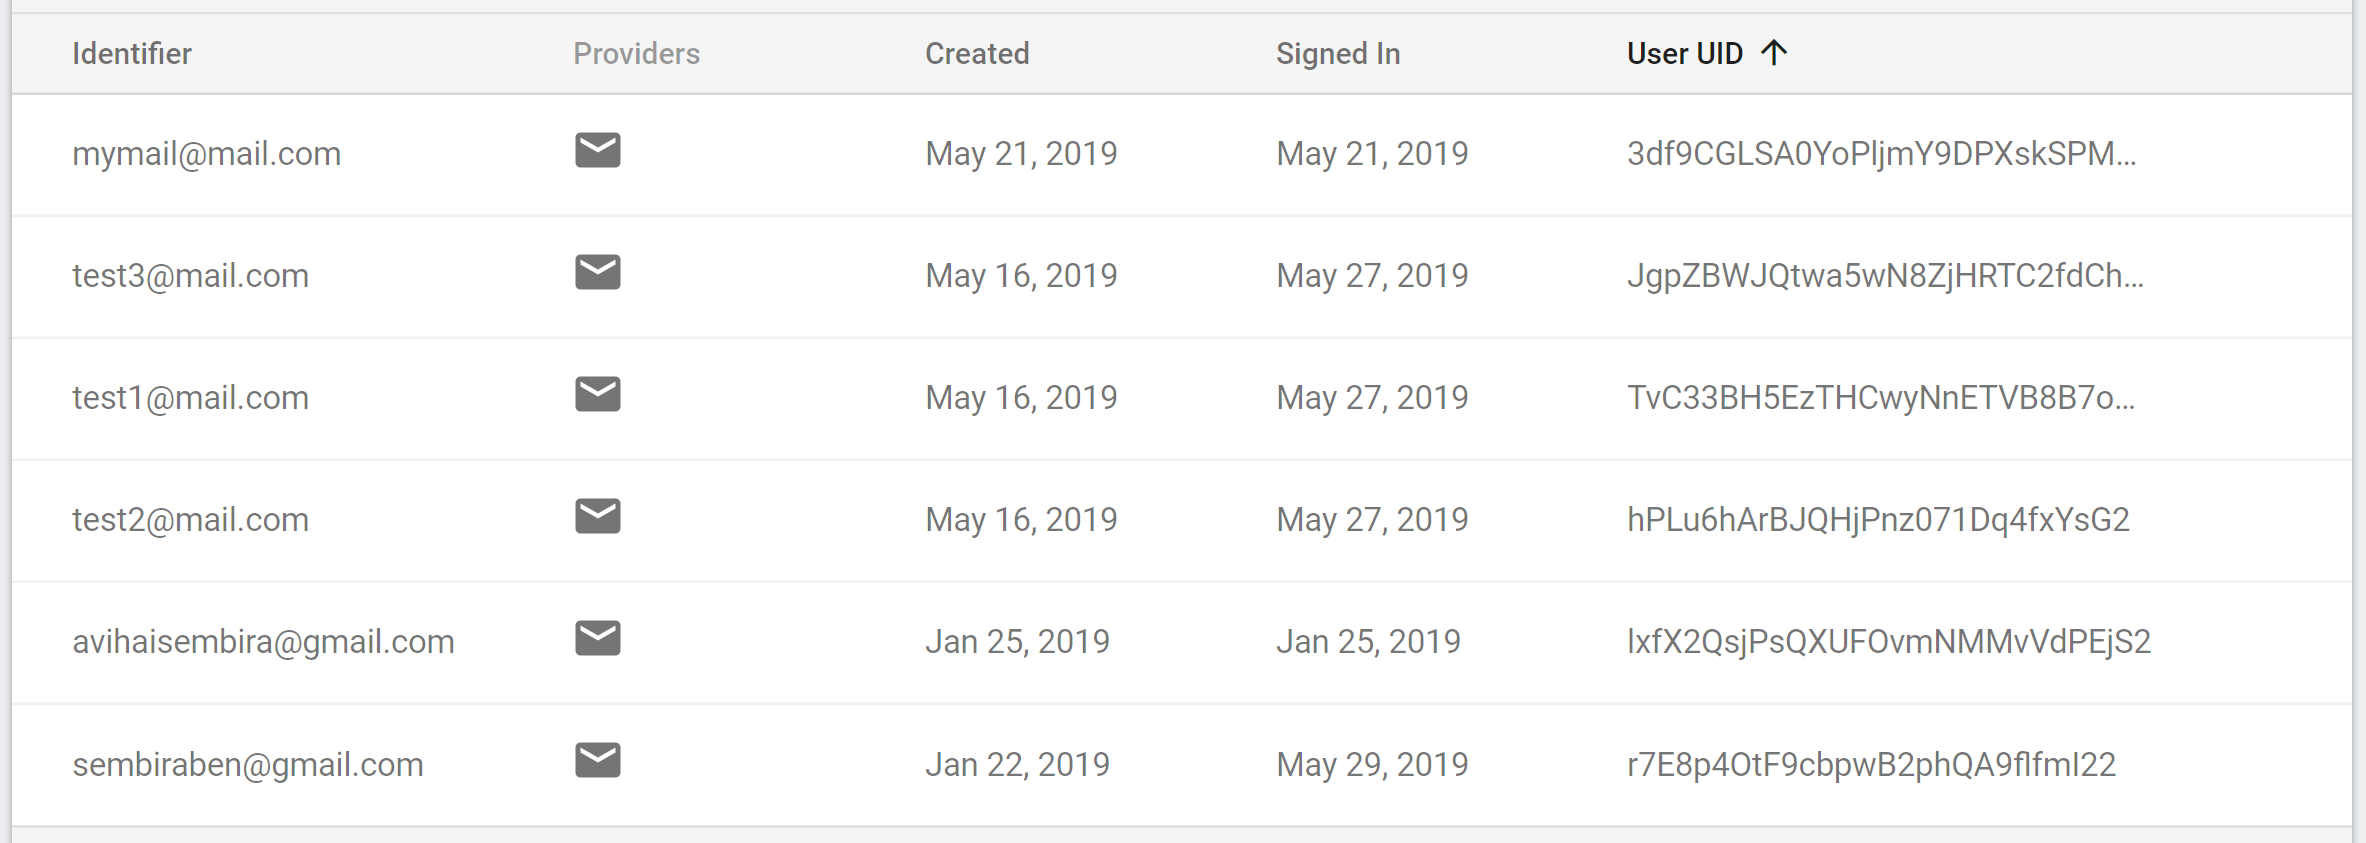 Identifier Providers Created Signed In User UID
mymail@mail.com May 21, 2019 May 21, 2019 3df9CGLSA0YoPljmY9DPXskSPM...
test3@mail.com May 16, 2019 May 27, 2019 JgpZBWJQtwa5wN8ZjHRTC2fdCh...
test1@mail.com May 16, 2019 May 27, 2019 TvC33BH5EzTHCwyNnETVB8B7o...
test2@mail.com May 16, 2019 May 27, 2019 hPLu6hArBJQHjPnz071Dq4fxYsG2
avihaisembira@gmail.com Jan 25, 2019 Jan 25, 2019 lxfX2QsjPsQXUFOvmNMMvVdPEjS2
sembiraben@gmail.com Jan 22, 2019 May 29, 2019 r7E8p4OtF9cbpwB2phQA9flfmI22